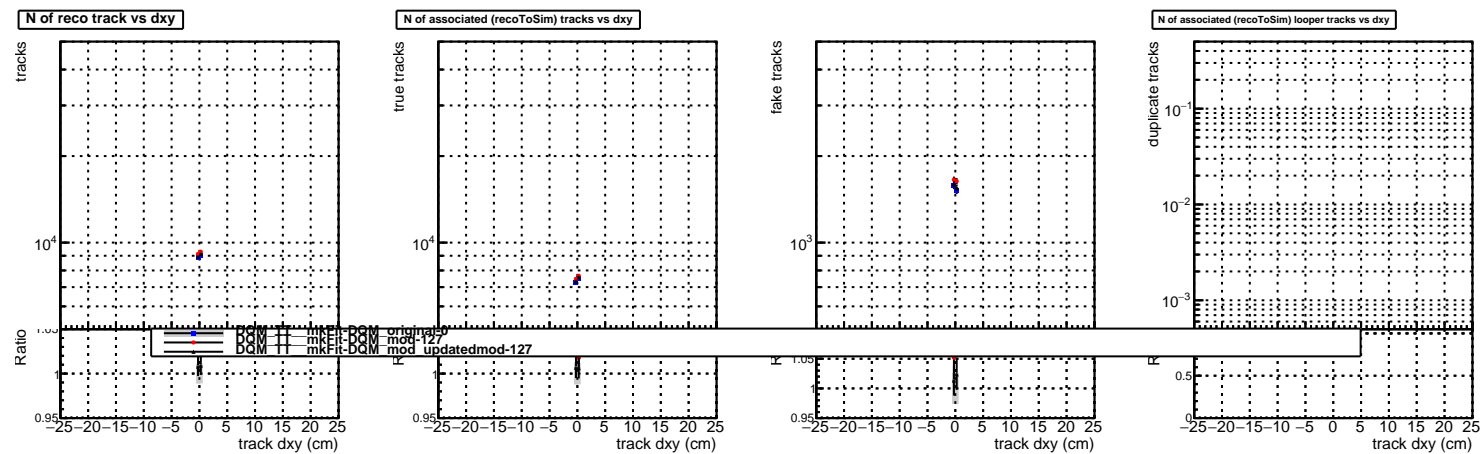 N of reco track vs dxy
N of associated (recoToSim) tracks vs dxy
N of associated (recoToSim) looper tracks vs dxy
tracks
10⁴
true tracks
10⁴
fake tracks
10³
duplicate tracks
10⁻¹
10⁻²
10⁻³
DQM_TT__mkFit-DQM_original-0
DQM_TT__mkFit-DQM_mod-127
DQM_TT__mkFit-DQM_mod_updatedmod-127
Ratio
1.05
1
0.95
−25 −20 −15 −10 −5 0 5 10 15 20 25
track dxy (cm)
1
0.95
−25 −20 −15 −10 −5 0 5 10 15 20 25
track dxy (cm)
1.05
1
0.95
−25 −20 −15 −10 −5 0 5 10 15 20 25
track dxy (cm)
0.5
0
−25 −20 −15 −10 −5 0 5 10 15 20 25
track dxy (cm)